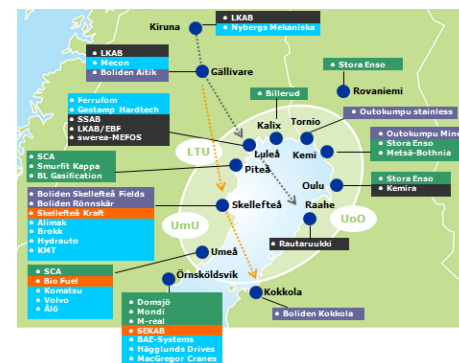 Kiruna
• LKAB
• Nybergs Mekaniska
• LKAB
• Mecon
• Boliden Aitik
Gällivare
• Stora Enso
Rovaniemi
• Billerud
Kalix
Tornio
• Outokumpu stainless
• Ferrufom
• Gestamp Hardtech
• SSAB
• LKAB/EBF
• swerea-MEFOS
LTU
Luleå
Kemi
• Outokumpu Mine
• Stora Enso
• Metsä-Bothnia
• SCA
• Smurfit Kappa
• BL Gasification
Piteå
Oulu
• Stora Enso
• Kemira
• Boliden Skellefteå Fields
• Boliden Rönnskär
• Skellefteå Kraft
• Alimak
• Brokk
• Hydrauto
• KMT
Skellefteå
Raahe
UmU
UoO
• Rautaruukki
Umeå
• SCA
• Bio Fuel
• Komatsu
• Volvo
• Ålö
Örnsköldsvik
Kokkola
• Boliden Kokkola
• Domsjö
• Mondi
• M-real
• SEKAB
• BAE-Systems
• Hägglunds Drives
• MacGregor Cranes